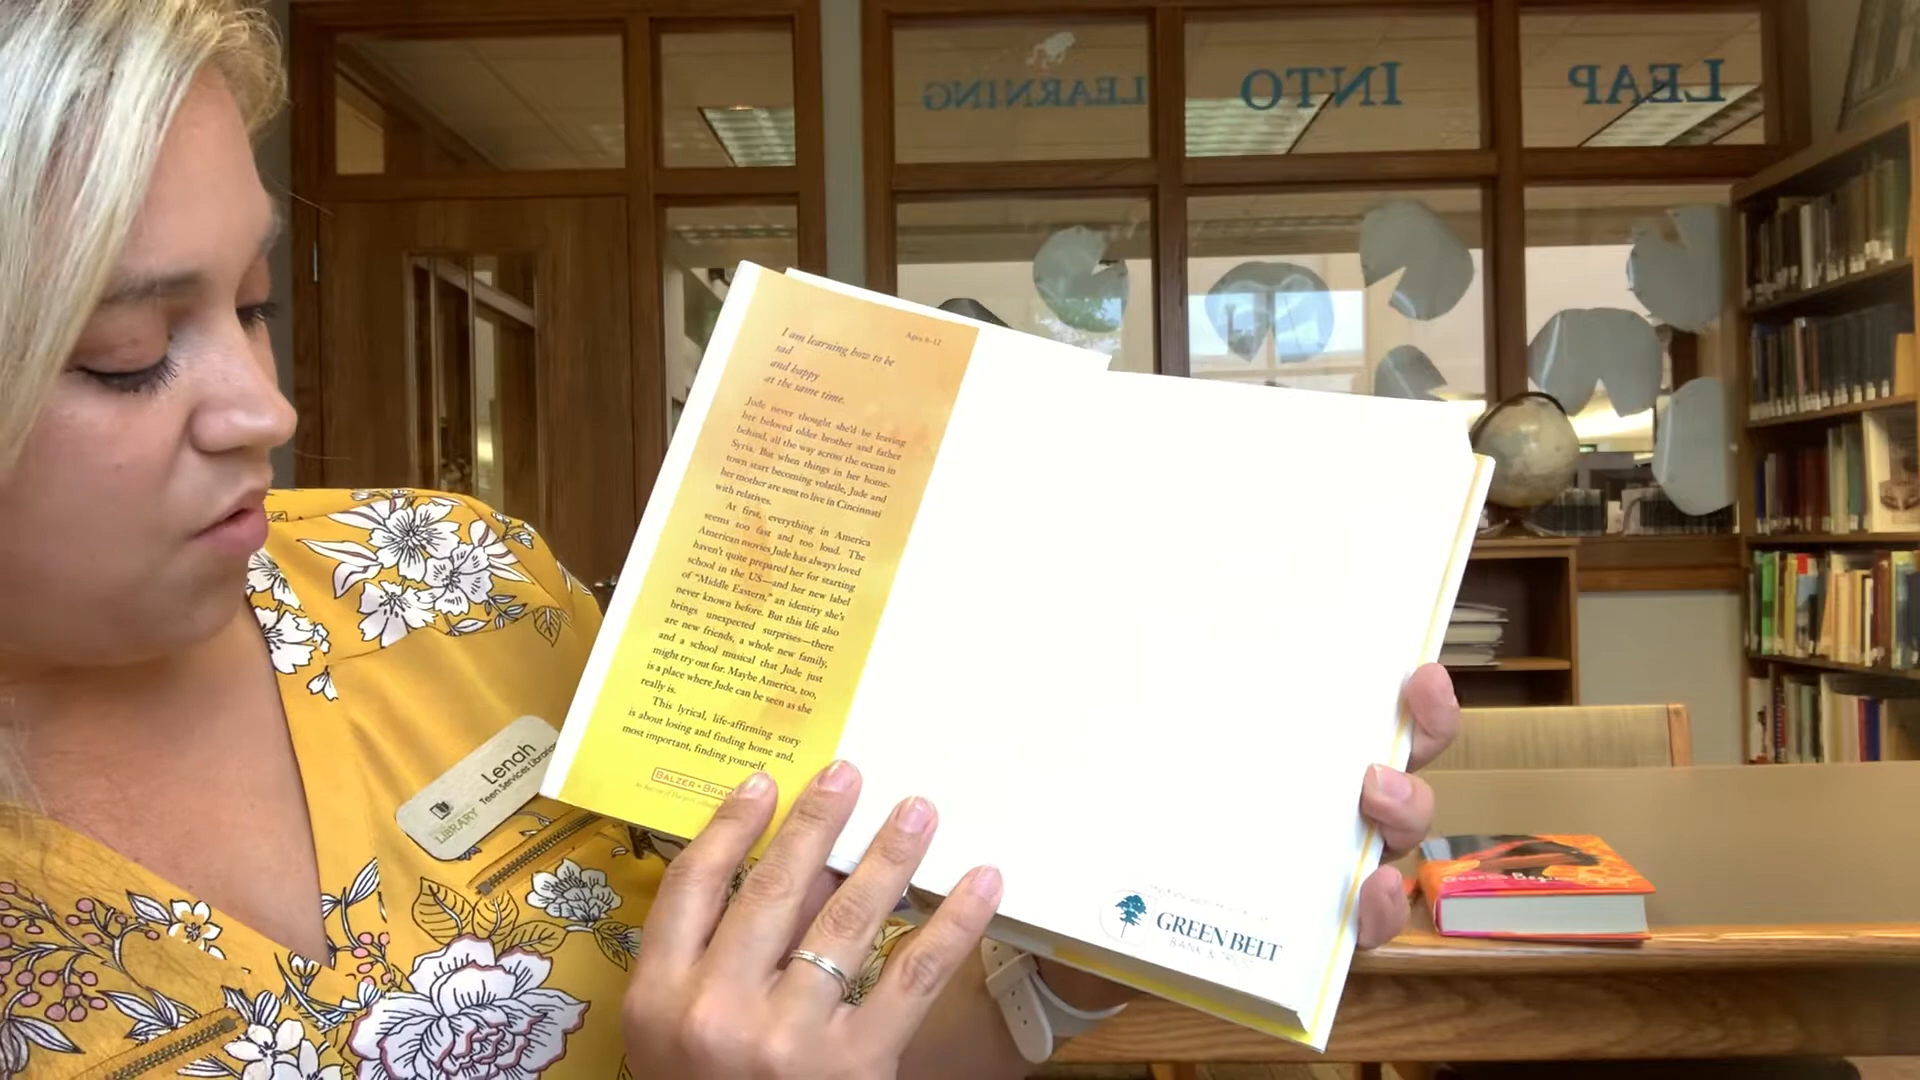 LEAP INTO LEARNING
Ages 8–12
I am learning how to be
sad
and happy
at the same time.
Jude never thought she'd be leaving
her beloved older brother and father
behind, all the way across the ocean in
Syria. But when things in her home-
town start becoming volatile, Jude and
her mother are sent to live in Cincinnati
with relatives.
At first, everything in America
seems too fast and too loud. The
American movies Jude has always loved
haven't quite prepared her for starting
school in the US—and her new label
of "Middle Eastern," an identity she's
never known before. But this life also
brings unexpected surprises—there
are new friends, a whole new family,
and a school musical that Jude just
might try out for. Maybe America, too,
is a place where Jude can be seen as she
really is.
This lyrical, life-affirming story
is about losing and finding home and,
most important, finding yourself.
BALZER + BRAY
Lenah
Teen Services Librarian
LIBRARY
GREEN BELT
BANK & TRUST